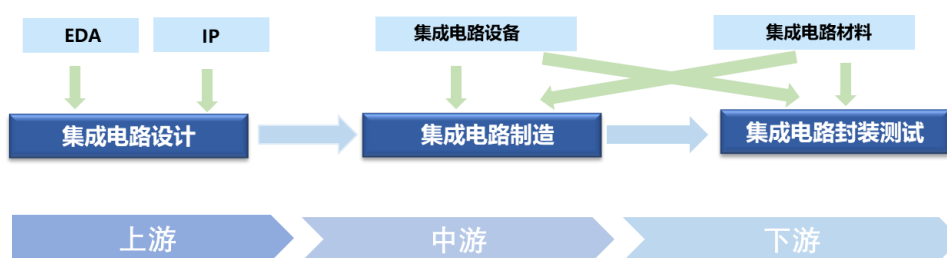 EDA
IP
集成电路设备
集成电路材料
集成电路设计
集成电路制造
集成电路封装测试
上游
中游
下游